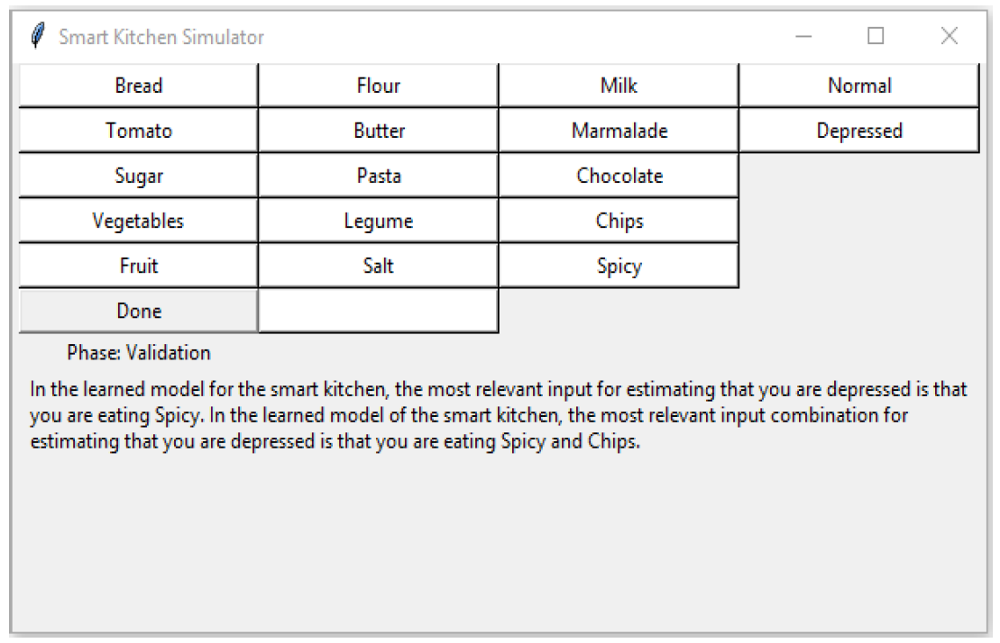 Smart Kitchen Simulator
Bread Flour Milk Normal
Tomato Butter Marmalade Depressed
Sugar Pasta Chocolate
Vegetables Legume Chips
Fruit Salt Spicy
Done
Phase: Validation
In the learned model for the smart kitchen, the most relevant input for estimating that you are depressed is that
you are eating Spicy. In the learned model of the smart kitchen, the most relevant input combination for
estimating that you are depressed is that you are eating Spicy and Chips.